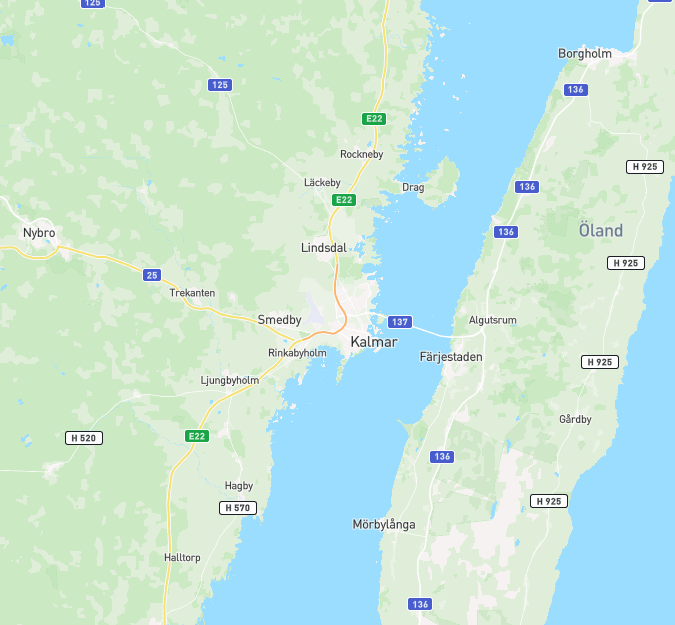 125
Borgholm
125
136
E22
Rockneby
H 925
Läckeby
136
Drag
E22
Nybro
136
Öland
Lindsdal
H 925
25
Trekanten
Smedby
137
Algutsrum
Kalmar
Rinkabyholm
Färjestaden
H 925
Ljungbyholm
Gårdby
H 520
E22
136
Hagby
H 925
H 570
Mörbylånga
Halltorp
136